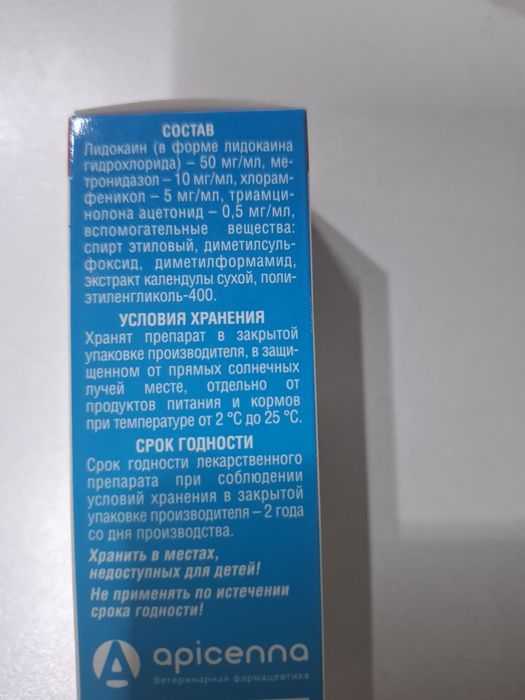 СОСТАВ
Лидокаин (в форме лидокаина
гидрохлорида) – 50 мг/мл, ме-
тронидазол – 10 мг/мл, хлорам-
феникол – 5 мг/мл, триамци-
нолона ацетонид – 0,5 мг/мл,
вспомогательные вещества:
спирт этиловый, диметилсуль-
фоксид, диметилформамид,
экстракт календулы сухой, поли-
этиленгликоль-400.
УСЛОВИЯ ХРАНЕНИЯ
Хранят препарат в закрытой
упаковке производителя, в защи-
щенном от прямых солнечных
лучей месте, отдельно от
продуктов питания и кормов
при температуре от 2 °С до 25 °С.
СРОК ГОДНОСТИ
Срок годности лекарственного
препарата при соблюдении
условий хранения в закрытой
упаковке производителя – 2 года
со дня производства.
Хранить в местах,
недоступных для детей!
Не применять по истечении
срока годности!
apicenna
Ветеринарная фармацевтика